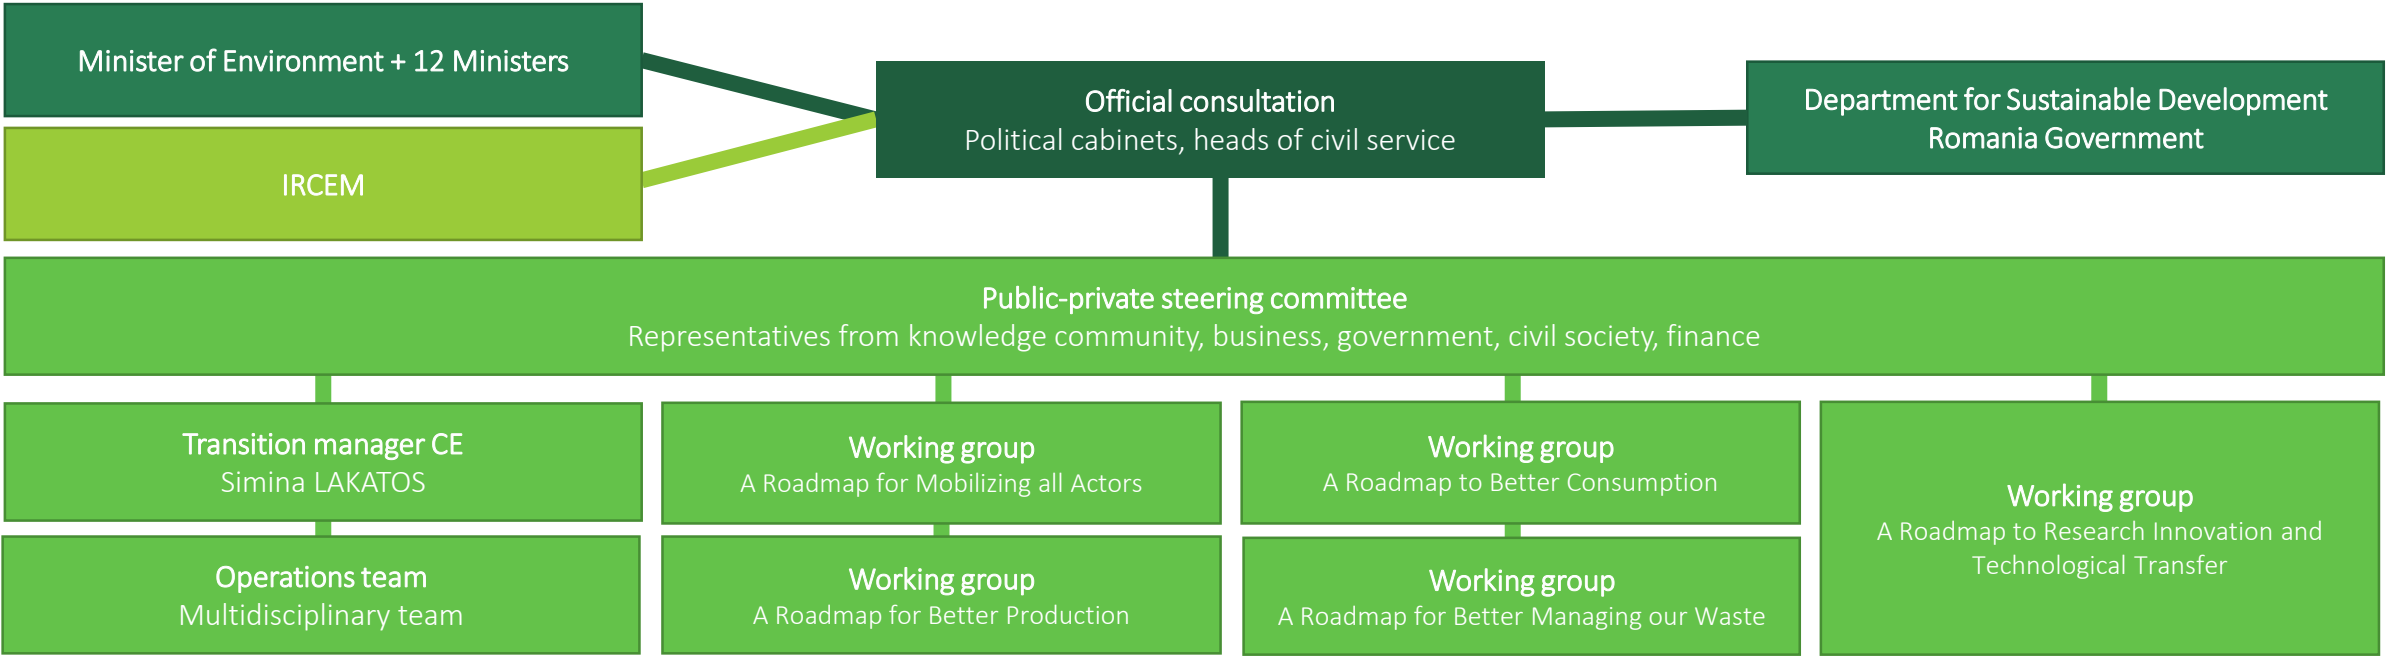 Minister of Environment + 12 Ministers
IRCEM
Official consultation
Political cabinets, heads of civil service
Department for Sustainable Development
Romania Government
Public-private steering committee
Representatives from knowledge community, business, government, civil society, finance
Transition manager CE
Simina LAKATOS
Operations team
Multidisciplinary team
Working group
A Roadmap for Mobilizing all Actors
Working group
A Roadmap for Better Production
Working group
A Roadmap to Better Consumption
Working group
A Roadmap for Better Managing our Waste
Working group
A Roadmap to Research Innovation and
Technological Transfer